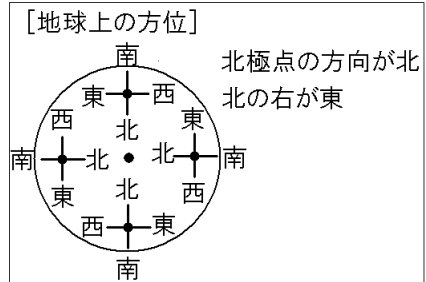 [地球上の方位]
南
北極点の方向が北
東 西
北の右が東
北
西 東
南 北 北 南
東 西
北
西 東
南